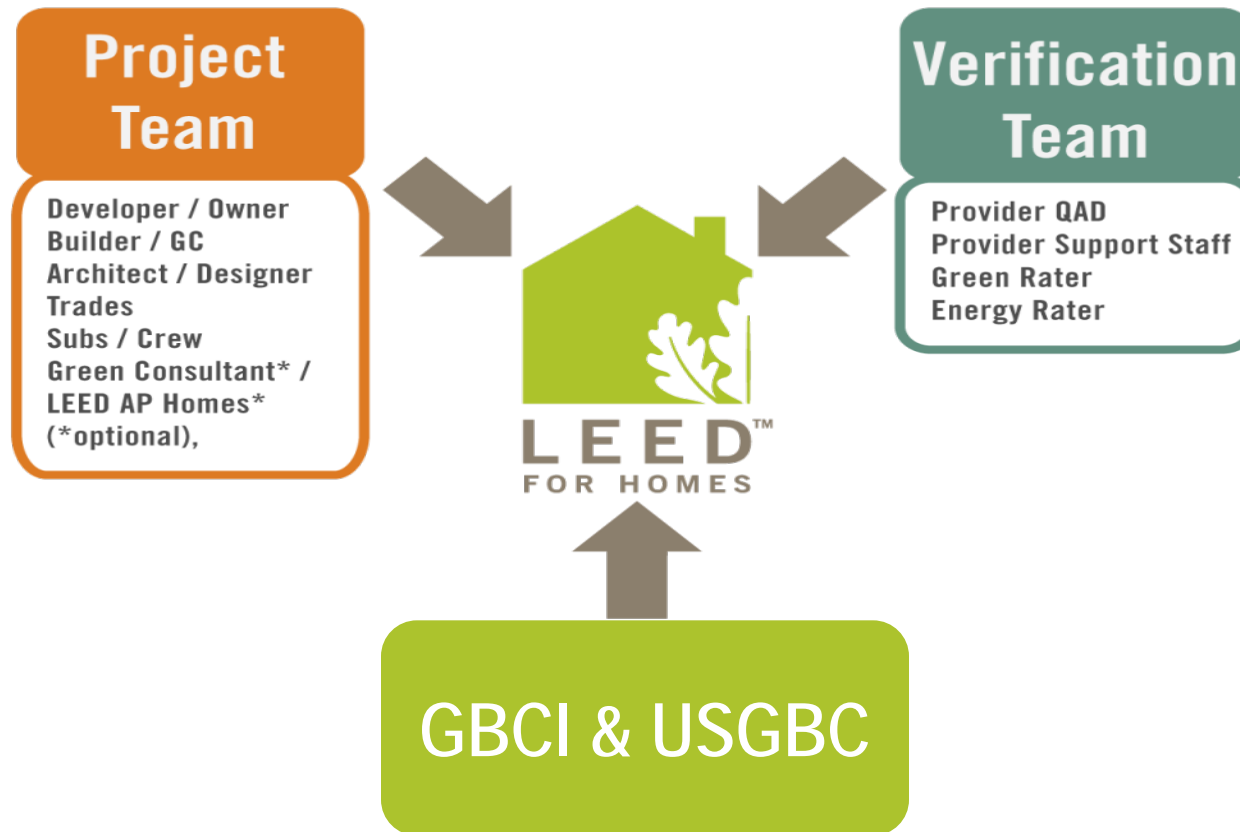 Project
Team
Developer / Owner
Builder / GC
Architect / Designer
Trades
Subs / Crew
Green Consultant* /
LEED AP Homes*
(*optional),
Verification
Team
Provider QAD
Provider Support Staff
Green Rater
Energy Rater
LEED™
FOR HOMES
GBCI & USGBC